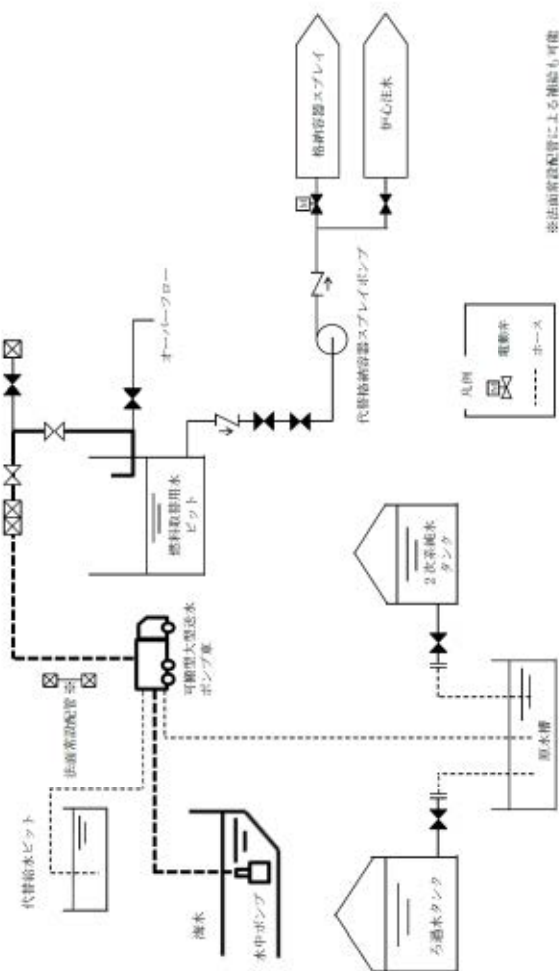 代替給水ピット
法面常設配管 ※
可搬型大型送水
ポンプ車
海水
水中ポンプ
オーバーフロー
燃料取替用水
ピット
代替格納容器スプレイポンプ
格納容器スプレイ
M
炉心注水
ろ過水タンク
原水槽
2次系純水
タンク
凡例
M
電動弁
ホース
※法面常設配管による補給も可能